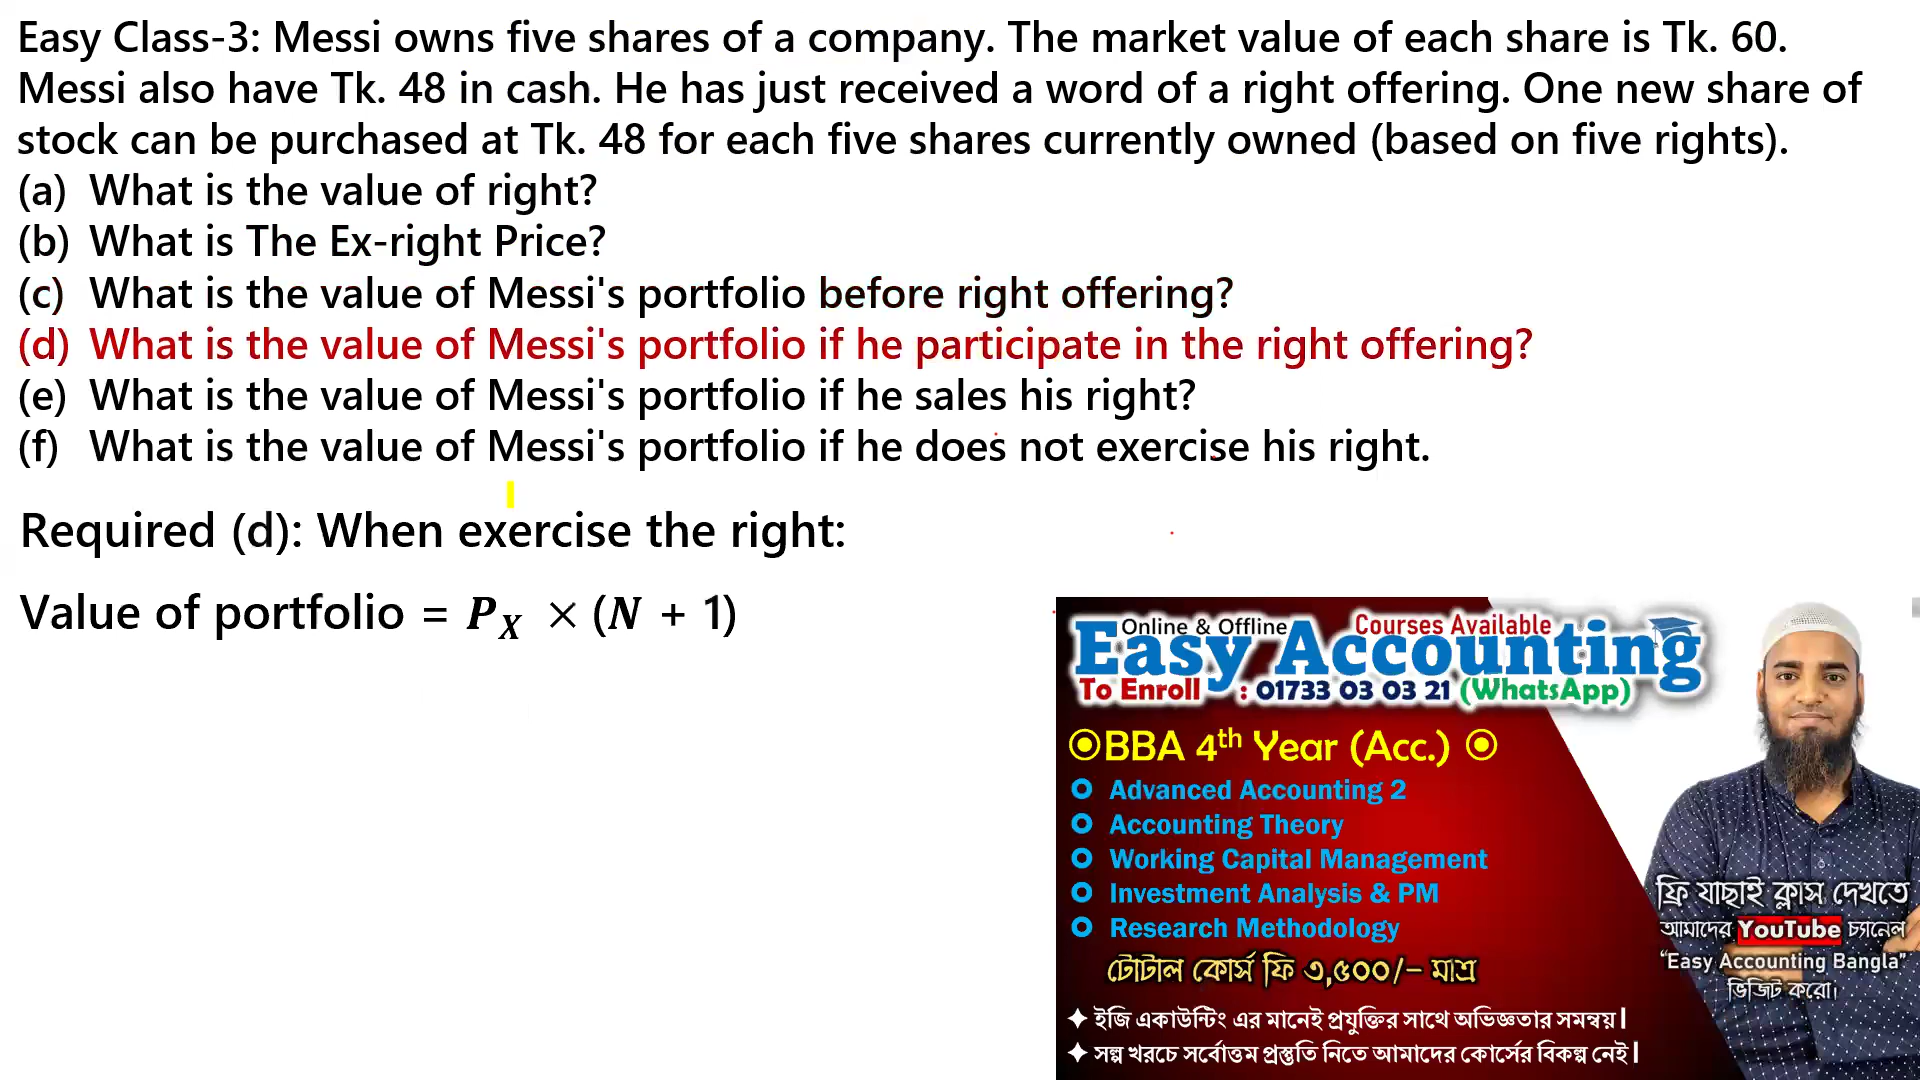 Easy Class-3: Messi owns five shares of a company. The market value of each share is Tk. 60.
Messi also have Tk. 48 in cash. He has just received a word of a right offering. One new share of
stock can be purchased at Tk. 48 for each five shares currently owned (based on five rights).
(a) What is the value of right?
(b) What is The Ex-right Price?
(c) What is the value of Messi's portfolio before right offering?
(d) What is the value of Messi's portfolio if he participate in the right offering?
(e) What is the value of Messi's portfolio if he sales his right?
(f) What is the value of Messi's portfolio if he does not exercise his right.
Required (d): When exercise the right:
Value of portfolio = P_X × (N + 1)
Online & Offline Courses Available
Easy Accounting
To Enroll : 01733 03 03 21 (WhatsApp)
BBA 4th Year (Acc.)
Advanced Accounting 2
Accounting Theory
Working Capital Management
Investment Analysis & PM
Research Methodology
টোটাল কোর্স ফি ৩,৫০০/- মাত্র
ইজি একাউন্টিং এর মানেই প্রযুক্তির সাথে অভিজ্ঞতার সমন্বয়।
সল্প খরচে সর্বোত্তম প্রস্তুতি নিতে আমাদের কোর্সের বিকল্প নেই।
ফ্রি যাছাই ক্লাস দেখতে
আমাদের YouTube চ্যানেল
“Easy Accounting Bangla”
ভিজিট করো।